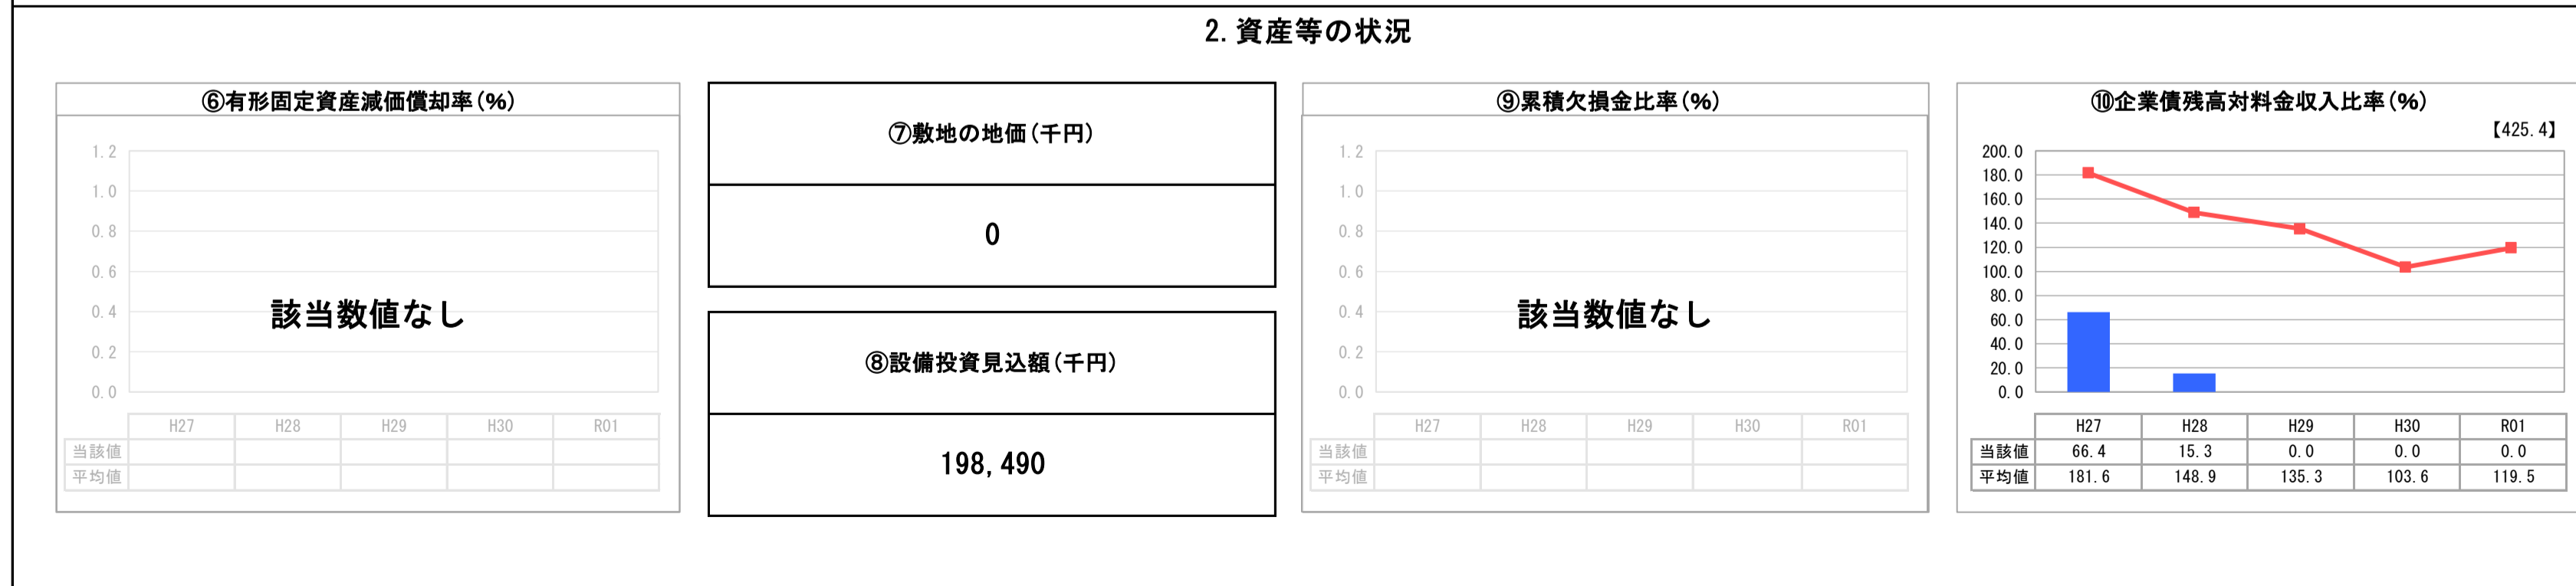 2. 資産等の状況
⑥有形固定資産減価償却率(%)
1.2
1.0
0.8
0.6
0.4
0.2
0.0
該当数値なし
H27 H28 H29 H30 R01
当該値
平均値
⑦敷地の地価(千円)
0
⑧設備投資見込額(千円)
198,490
⑨累積欠損金比率(%)
1.2
1.0
0.8
0.6
0.4
0.2
0.0
該当数値なし
H27 H28 H29 H30 R01
当該値
平均値
⑩企業債残高対料金収入比率(%)
【425.4】
200.0
180.0
160.0
140.0
120.0
100.0
80.0
60.0
40.0
20.0
0.0
H27 H28 H29 H30 R01
当該値 66.4 15.3 0.0 0.0 0.0
平均値 181.6 148.9 135.3 103.6 119.5